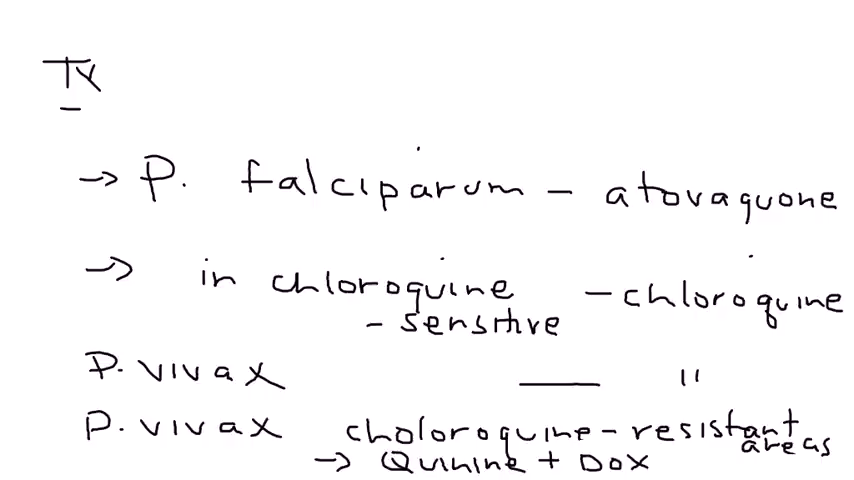 Tx
→ P. falciparum - atovaquone
→ in chloroquine - chloroquine
- sensitive
P. vivax — "
P. vivax choloroquine - resistant
areas
→ Quinine + Dox